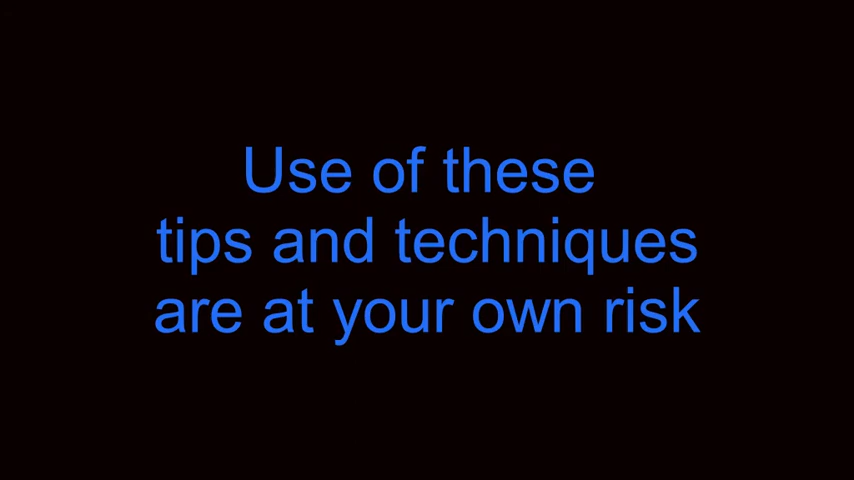 Use of these
tips and techniques
are at your own risk